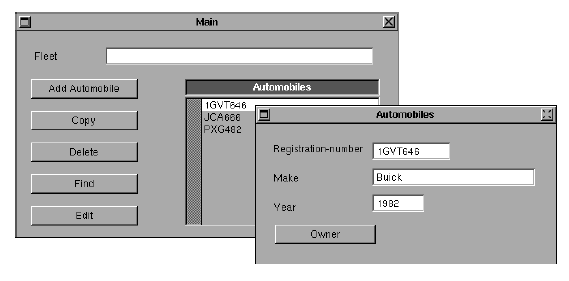 Main
Fleet
Add Automobile
Copy
Delete
Find
Edit
Automobiles
1GVT646
JCA666
PXG482
Automobiles
Registration-number 1GVT646
Make Buick
Year 1982
Owner